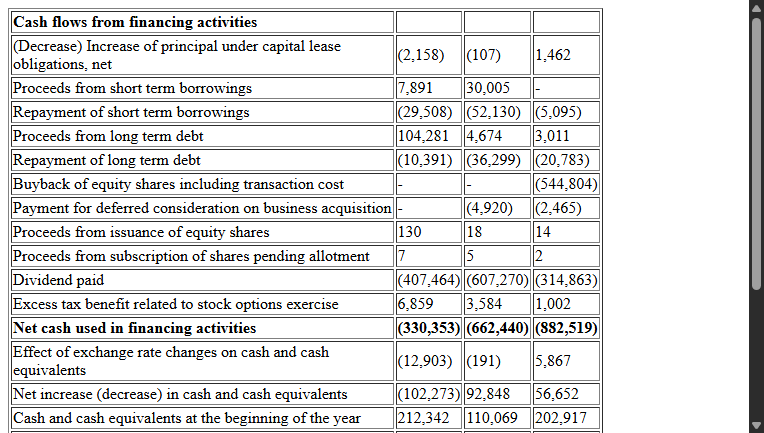 Cash flows from financing activities
(Decrease) Increase of principal under capital lease
obligations, net (2,158) (107) 1,462
Proceeds from short term borrowings 7,891 30,005 -
Repayment of short term borrowings (29,508) (52,130) (5,095)
Proceeds from long term debt 104,281 4,674 3,011
Repayment of long term debt (10,391) (36,299) (20,783)
Buyback of equity shares including transaction cost - - (544,804)
Payment for deferred consideration on business acquisition - (4,920) (2,465)
Proceeds from issuance of equity shares 130 18 14
Proceeds from subscription of shares pending allotment 7 5 2
Dividend paid (407,464) (607,270) (314,863)
Excess tax benefit related to stock options exercise 6,859 3,584 1,002
Net cash used in financing activities (330,353) (662,440) (882,519)
Effect of exchange rate changes on cash and cash
equivalents (12,903) (191) 5,867
Net increase (decrease) in cash and cash equivalents (102,273) 92,848 56,652
Cash and cash equivalents at the beginning of the year 212,342 110,069 202,917